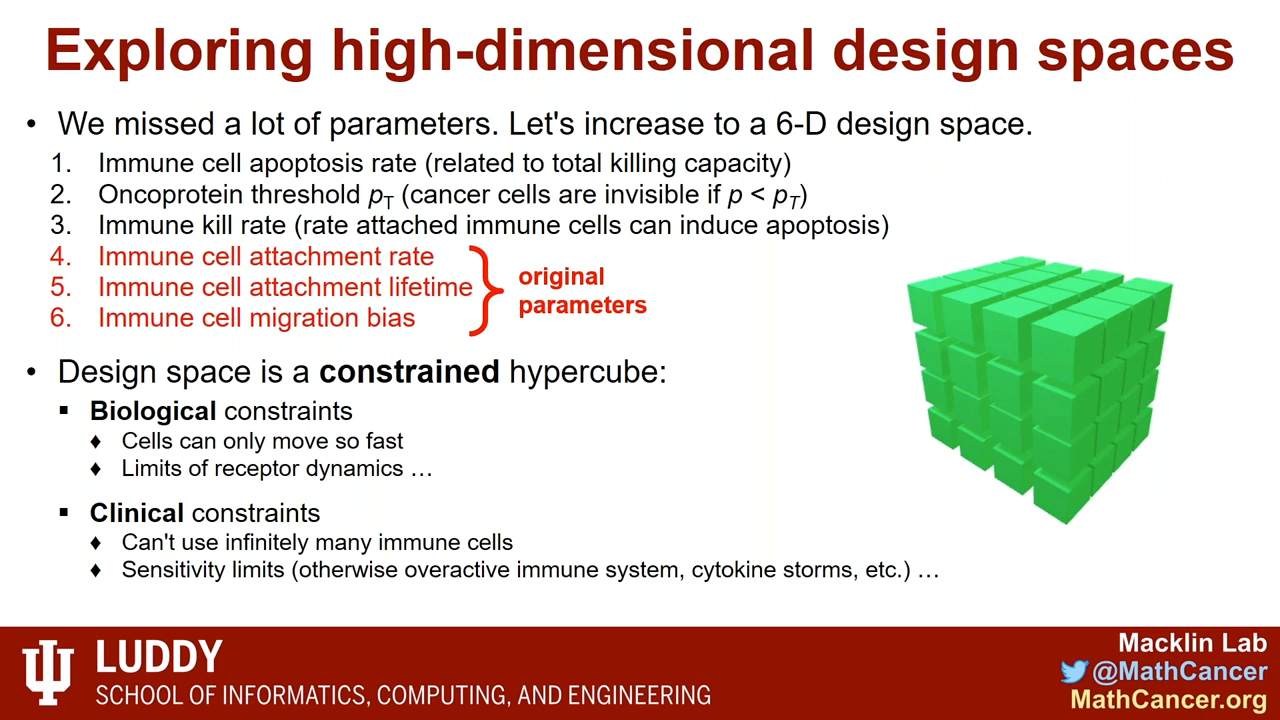 Exploring high-dimensional design spaces
• We missed a lot of parameters. Let's increase to a 6-D design space.
1. Immune cell apoptosis rate (related to total killing capacity)
2. Oncoprotein threshold pT (cancer cells are invisible if p < pT)
3. Immune kill rate (rate attached immune cells can induce apoptosis)
4. Immune cell attachment rate
5. Immune cell attachment lifetime
6. Immune cell migration bias
original
parameters
• Design space is a constrained hypercube:
▪ Biological constraints
♦ Cells can only move so fast
♦ Limits of receptor dynamics …
▪ Clinical constraints
♦ Can't use infinitely many immune cells
♦ Sensitivity limits (otherwise overactive immune system, cytokine storms, etc.) …
LUDDY
SCHOOL OF INFORMATICS, COMPUTING, AND ENGINEERING
Macklin Lab
@MathCancer
MathCancer.org